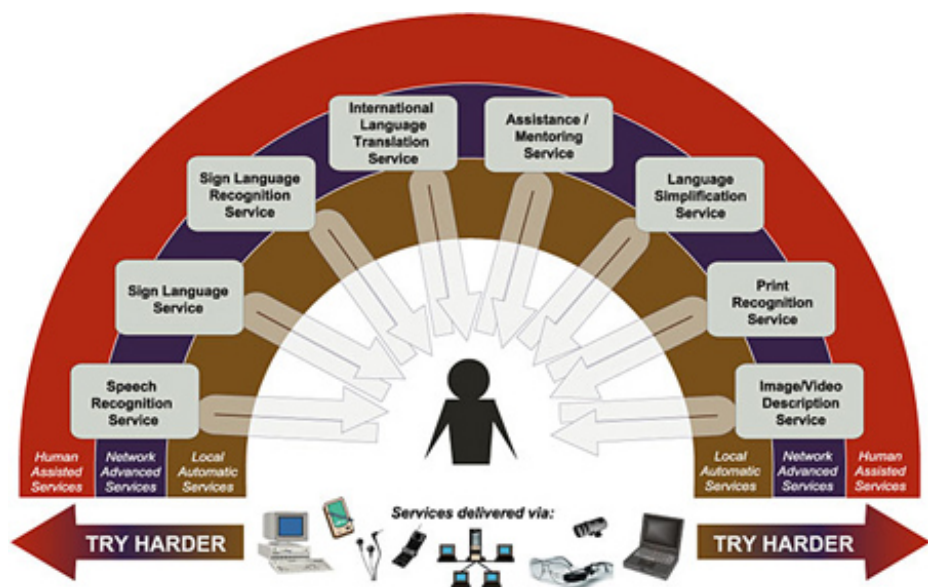 International
Language
Translation
Service
Assistance /
Mentoring
Service
Sign Language
Recognition
Service
Language
Simplification
Service
Sign Language
Service
Print
Recognition
Service
Speech
Recognition
Service
Image/Video
Description
Service
Human
Assisted
Services
Network
Advanced
Services
Local
Automatic
Services
Local
Automatic
Services
Network
Advanced
Services
Human
Assisted
Services
TRY HARDER
Services delivered via:
TRY HARDER